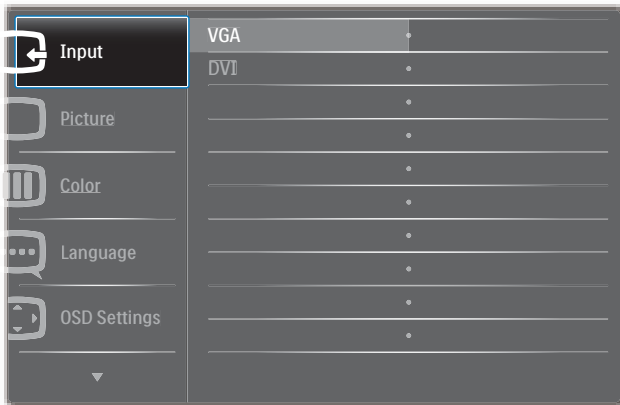 Input
VGA
DVI
Picture
Color
Language
OSD Settings